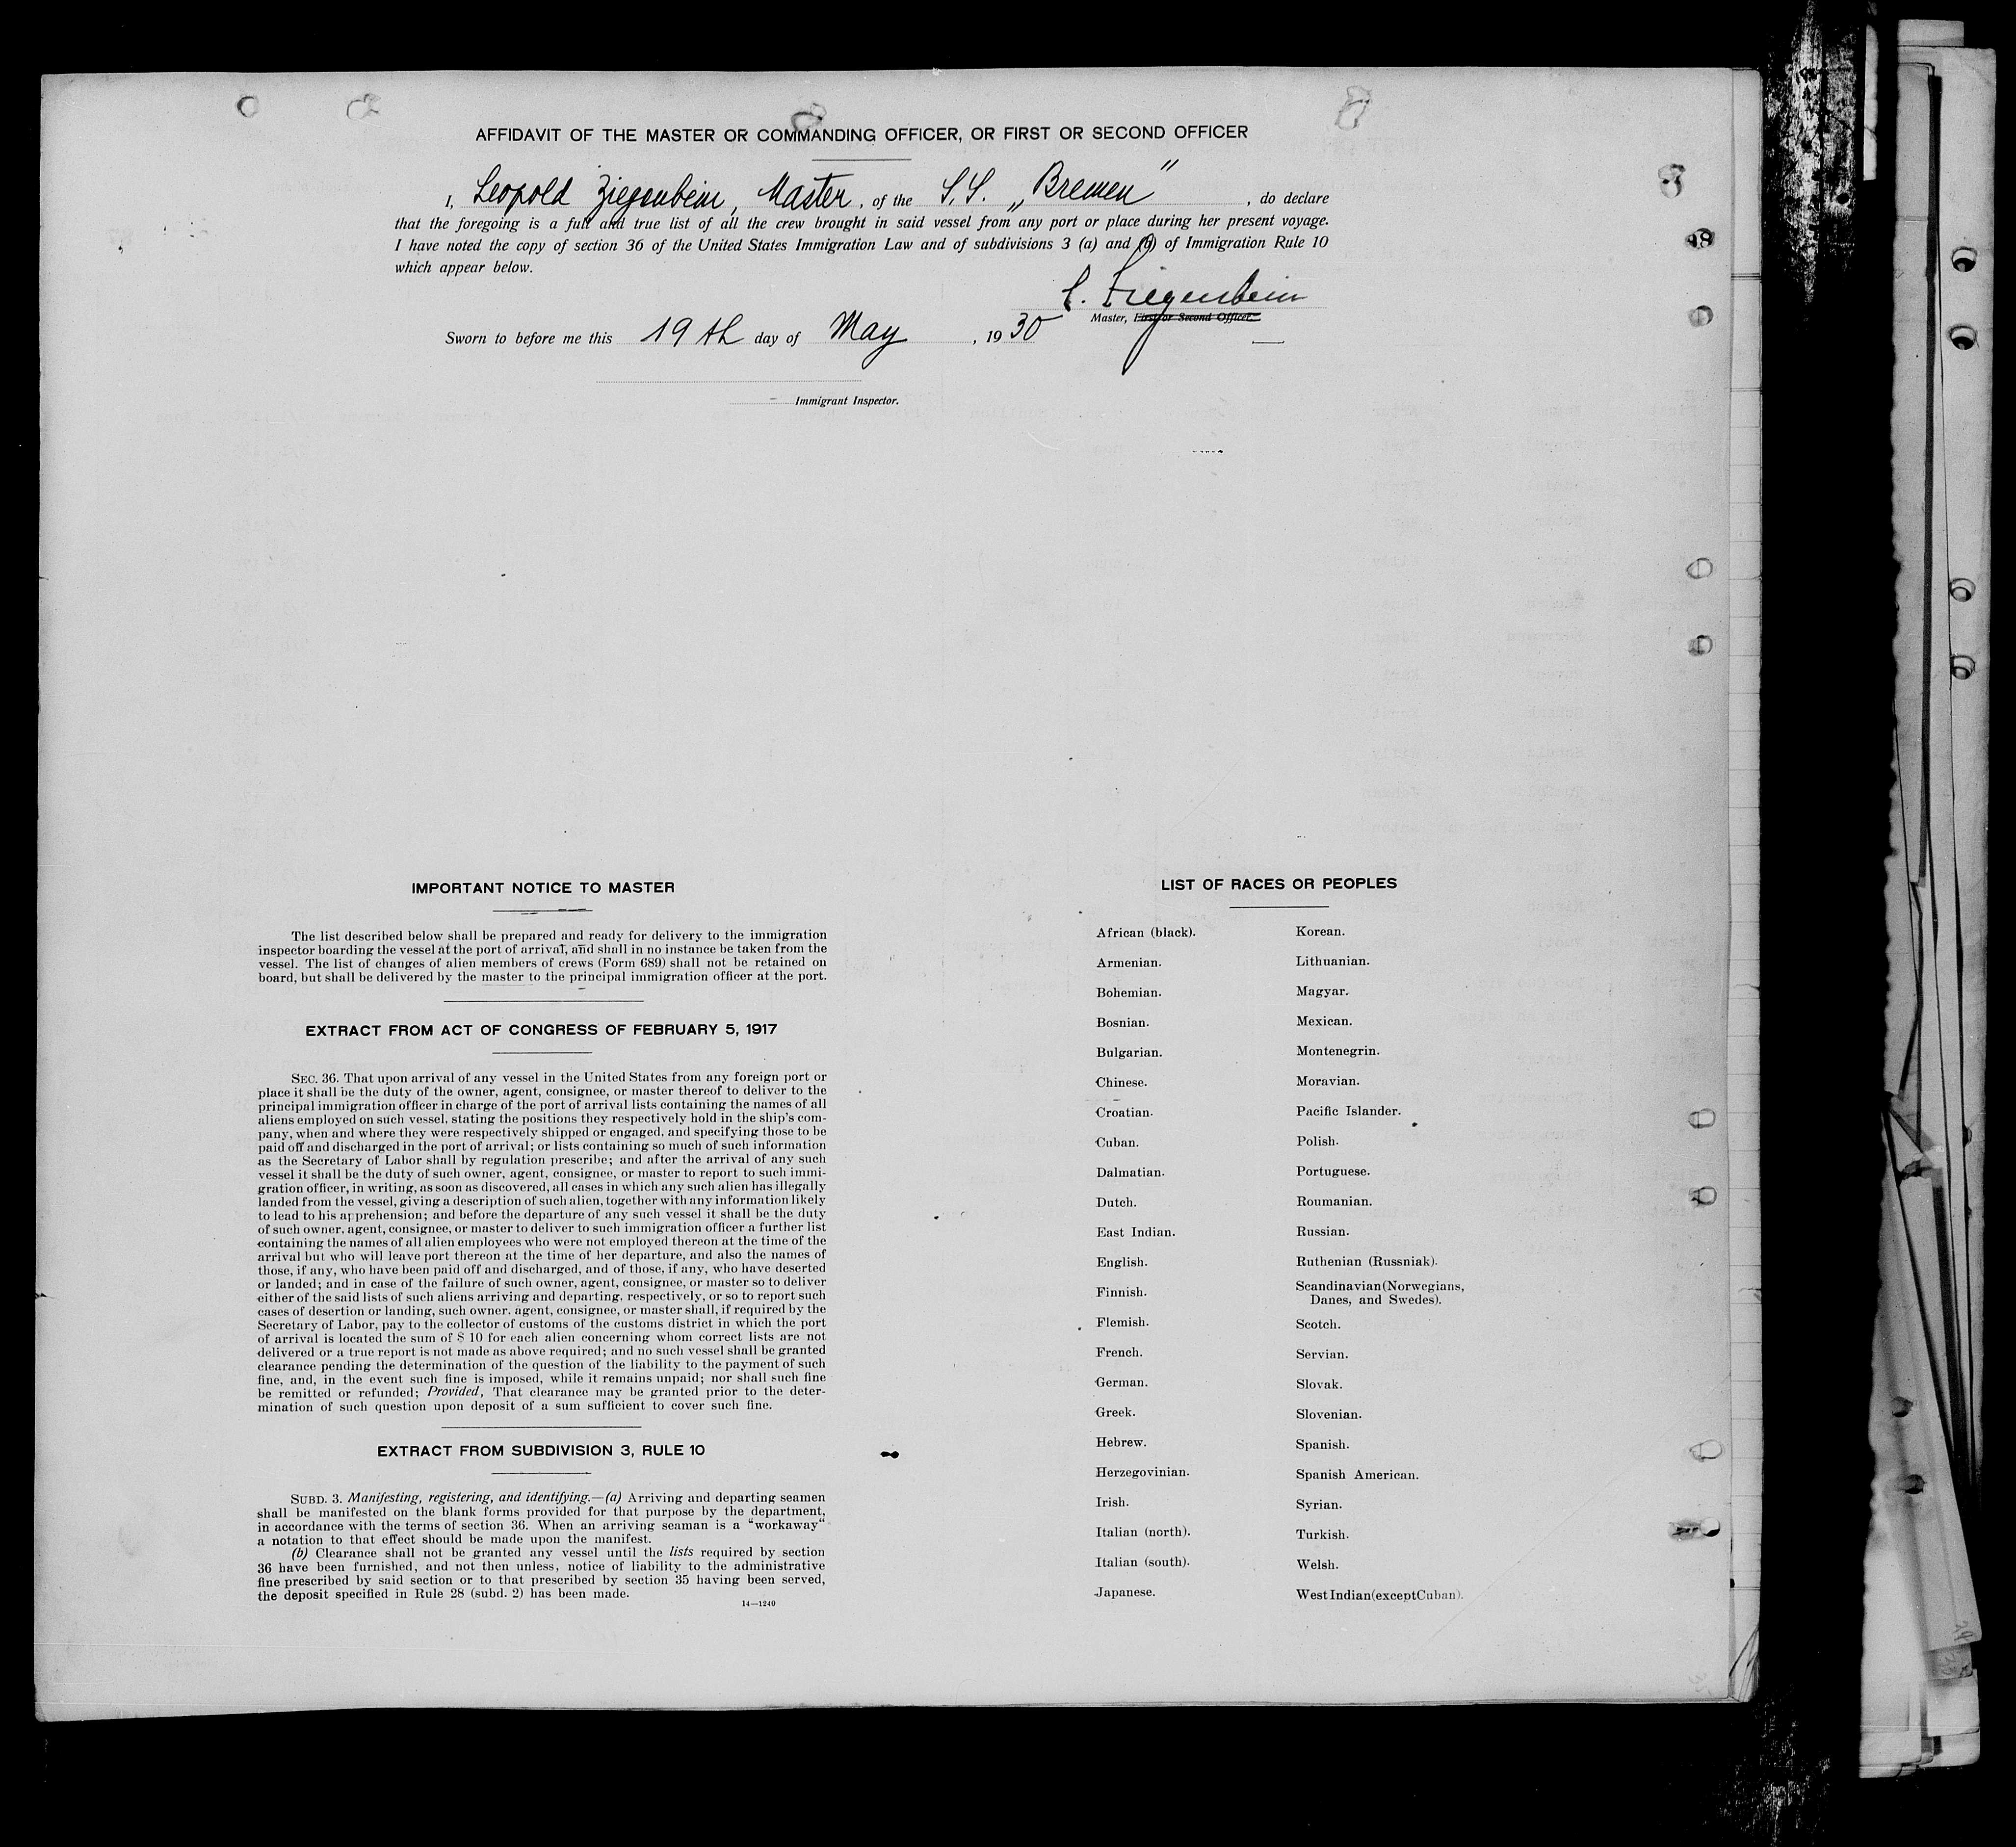 AFFIDAVIT OF THE MASTER OR COMMANDING OFFICER, OR FIRST OR SECOND OFFICER
I, Leopold Ziegenbein, Master, of the S.S. „Bremen", do declare
that the foregoing is a full and true list of all the crew brought in said vessel from any port or place during her present voyage.
I have noted the copy of section 36 of the United States Immigration Law and of subdivisions 3 (a) and (b) of Immigration Rule 10
which appear below.
L. Ziegenbein
Master, First or Second Officer.
Sworn to before me this 19th day of May, 1930
Immigrant Inspector.
IMPORTANT NOTICE TO MASTER
The list described below shall be prepared and ready for delivery to the immigration
inspector boarding the vessel at the port of arrival, and shall in no instance be taken from the
vessel. The list of changes of alien members of crews (Form 689) shall not be retained on
board, but shall be delivered by the master to the principal immigration officer at the port.
EXTRACT FROM ACT OF CONGRESS OF FEBRUARY 5, 1917
SEC. 36. That upon arrival of any vessel in the United States from any foreign port or
place it shall be the duty of the owner, agent, consignee, or master thereof to deliver to the
principal immigration officer in charge of the port of arrival lists containing the names of all
aliens employed on such vessel, stating the positions they respectively hold in the ship's com-
pany, when and where they were respectively shipped or engaged, and specifying those to be
paid off and discharged in the port of arrival; or lists containing so much of such information
as the Secretary of Labor shall by regulation prescribe; and after the arrival of any such
vessel it shall be the duty of such owner, agent, consignee, or master to report to such immi-
gration officer, in writing, as soon as discovered, all cases in which any such alien has illegally
landed from the vessel, giving a description of such alien, together with any information likely
to lead to his apprehension; and before the departure of any such vessel it shall be the duty
of such owner, agent, consignee, or master to deliver to such immigration officer a further list
containing the names of all alien employees who were not employed thereon at the time of the
arrival but who will leave port thereon at the time of her departure, and also the names of
those, if any, who have been paid off and discharged, and of those, if any, who have deserted
or landed; and in case of the failure of such owner, agent, consignee, or master so to deliver
either of the said lists of such aliens arriving and departing, respectively, or so to report such
cases of desertion or landing, such owner, agent, consignee, or master shall, if required by the
Secretary of Labor, pay to the collector of customs of the customs district in which the port
of arrival is located the sum of $ 10 for each alien concerning whom correct lists are not
delivered or a true report is not made as above required; and no such vessel shall be granted
clearance pending the determination of the question of the liability to the payment of such
fine, and, in the event such fine is imposed, while it remains unpaid; nor shall such fine
be remitted or refunded; Provided, That clearance may be granted prior to the deter-
mination of such question upon deposit of a sum sufficient to cover such fine.
EXTRACT FROM SUBDIVISION 3, RULE 10
SUBD. 3. Manifesting, registering, and identifying.—(a) Arriving and departing seamen
shall be manifested on the blank forms provided for that purpose by the department,
in accordance with the terms of section 36. When an arriving seaman is a "workaway"
a notation to that effect should be made upon the manifest.
(b) Clearance shall not be granted any vessel until the lists required by section
36 have been furnished, and not then unless, notice of liability to the administrative
fine prescribed by said section or to that prescribed by section 35 having been served,
the deposit specified in Rule 28 (subd. 2) has been made.
14—1240
LIST OF RACES OR PEOPLES
African (black).
Armenian.
Bohemian.
Bosnian.
Bulgarian.
Chinese.
Croatian.
Cuban.
Dalmatian.
Dutch.
East Indian.
English.
Finnish.
Flemish.
French.
German.
Greek.
Hebrew.
Herzegovinian.
Irish.
Italian (north).
Italian (south).
Japanese.
Korean.
Lithuanian.
Magyar.
Mexican.
Montenegrin.
Moravian.
Pacific Islander.
Polish.
Portuguese.
Roumanian.
Russian.
Ruthenian (Russniak).
Scandinavian (Norwegians,
Danes, and Swedes).
Scotch.
Servian.
Slovak.
Slovenian.
Spanish.
Spanish American.
Syrian.
Turkish.
Welsh.
West Indian (except Cuban).